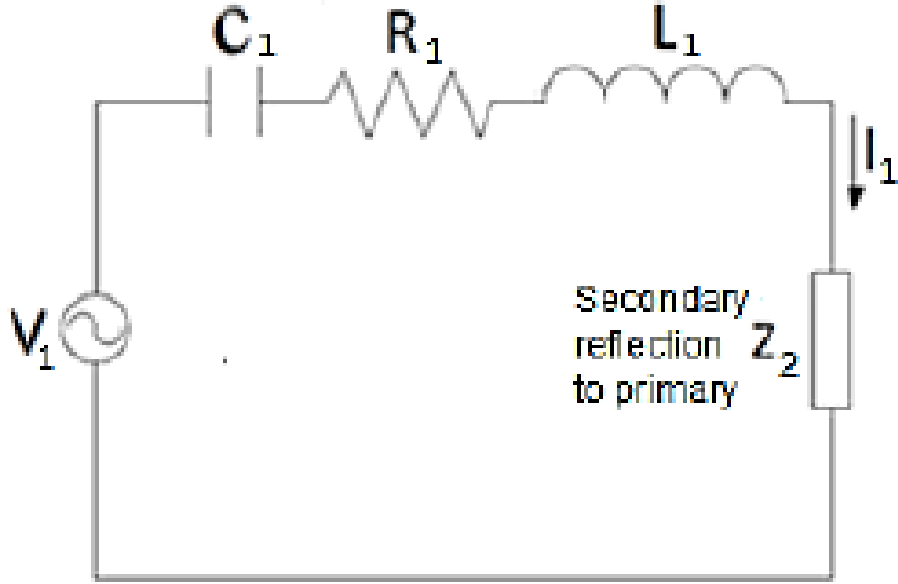 C₁
R₁
L₁
I₁
V₁
Secondary
reflection Z₂
to primary